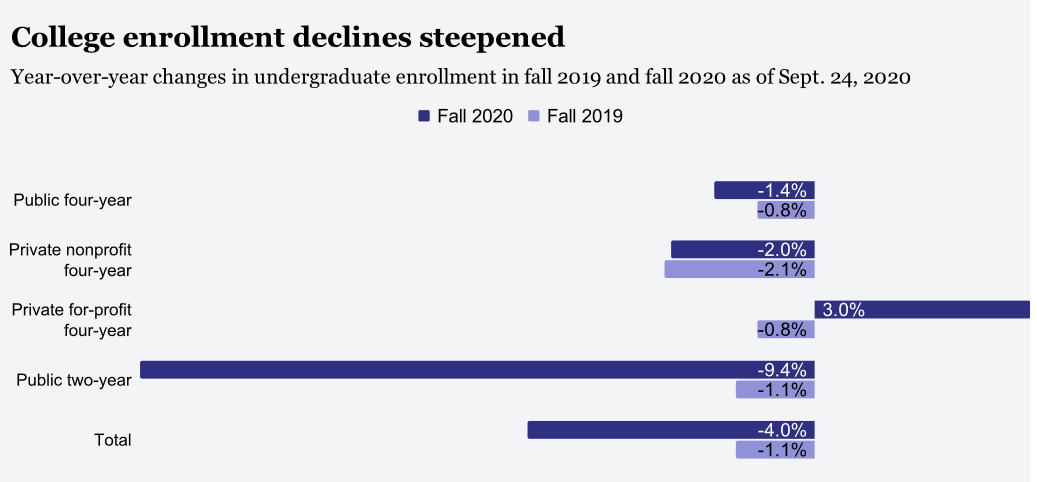 College enrollment declines steepened
Year-over-year changes in undergraduate enrollment in fall 2019 and fall 2020 as of Sept. 24, 2020
Fall 2020 Fall 2019
Public four-year
-1.4%
-0.8%
Private nonprofit
four-year
-2.0%
-2.1%
Private for-profit
four-year
3.0%
-0.8%
Public two-year
-9.4%
-1.1%
Total
-4.0%
-1.1%